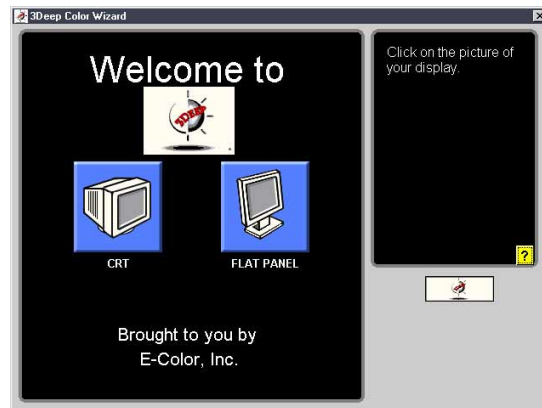 3Deep Color Wizard
Welcome to
3DEEP
CRT
FLAT PANEL
Brought to you by
E-Color, Inc.
Click on the picture of
your display.
?